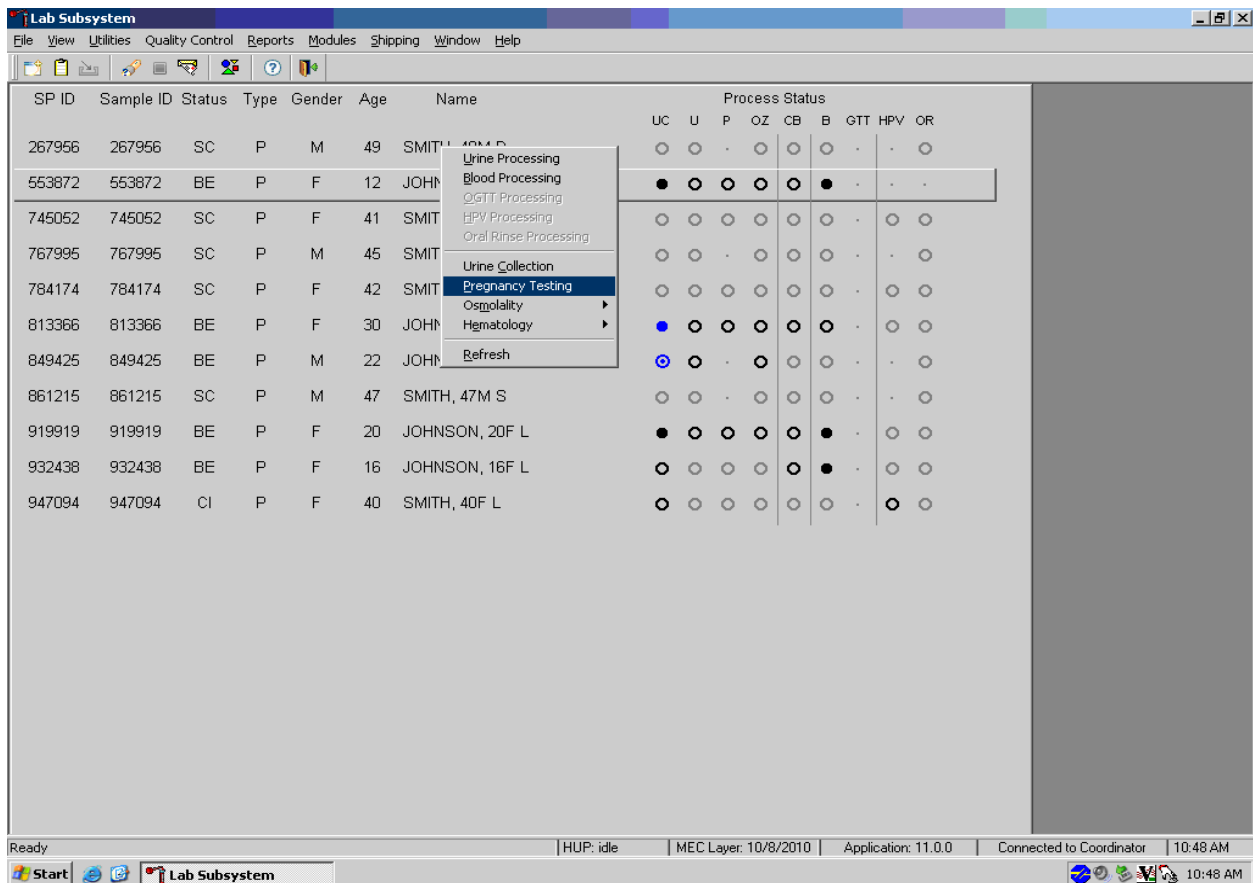 Lab Subsystem
File View Utilities Quality Control Reports Modules Shipping Window Help
SP ID Sample ID Status Type Gender Age Name Process Status
UC U P OZ CB B GTT HPV OR
267956 267956 SC P M 49 SMITH, 49M D
553872 553872 BE P F 12 JOHN
745052 745052 SC P F 41 SMIT
767995 767995 SC P M 45 SMIT
784174 784174 SC P F 42 SMIT
813366 813366 BE P F 30 JOHN
849425 849425 BE P M 22 JOHN
861215 861215 SC P M 47 SMITH, 47M S
919919 919919 BE P F 20 JOHNSON, 20F L
932438 932438 BE P F 16 JOHNSON, 16F L
947094 947094 CI P F 40 SMITH, 40F L
Urine Processing
Blood Processing
OGTT Processing
HPV Processing
Oral Rinse Processing
Urine Collection
Pregnancy Testing
Osmolality
Hematology
Refresh
Ready HUP: idle MEC Layer: 10/8/2010 Application: 11.0.0 Connected to Coordinator 10:48 AM
Start Lab Subsystem 10:48 AM